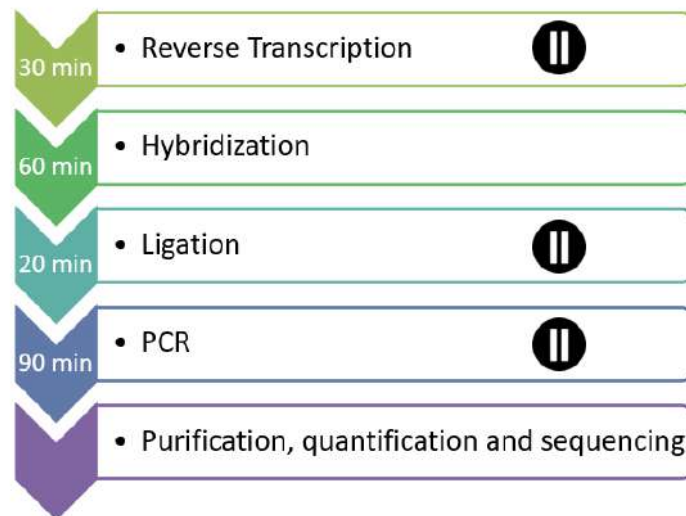 30 min
• Reverse Transcription
60 min
• Hybridization
20 min
• Ligation
90 min
• PCR
• Purification, quantification and sequencing